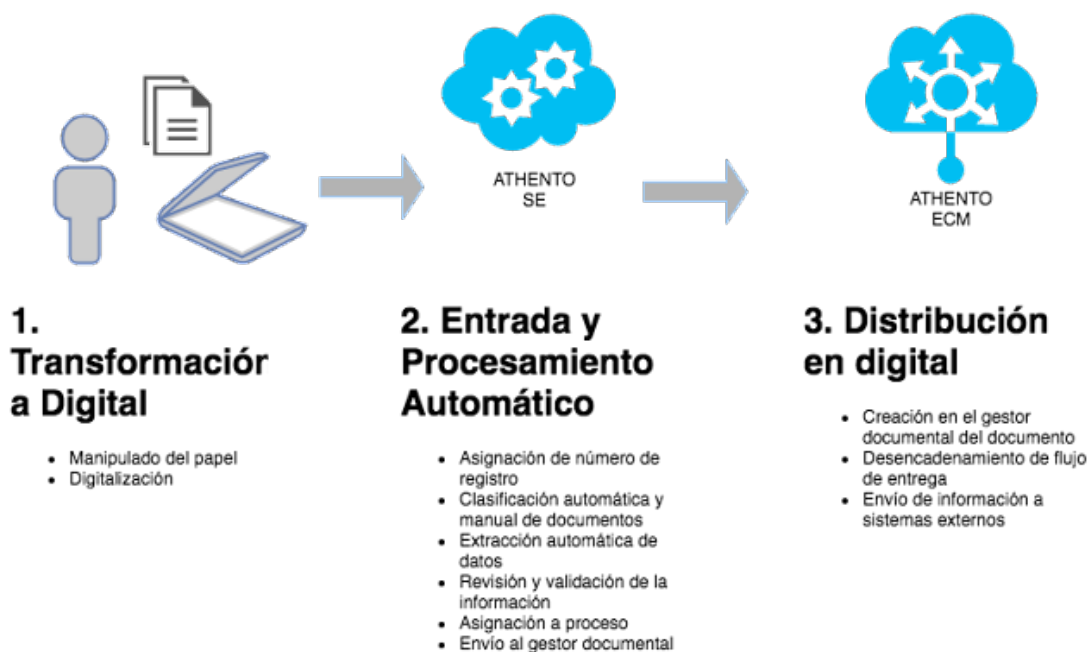 ATHENTO
SE
ATHENTO
ECM
1.
Transformaciór
a Digital
• Manipulado del papel
• Digitalización
2. Entrada y
Procesamiento
Automático
• Asignación de número de
registro
• Clasificación automática y
manual de documentos
• Extracción automática de
datos
• Revisión y validación de la
información
• Asignación a proceso
• Envío al gestor documental
3. Distribución
en digital
• Creación en el gestor
documental del documento
• Desencadenamiento de flujo
de entrega
• Envío de información a
sistemas externos